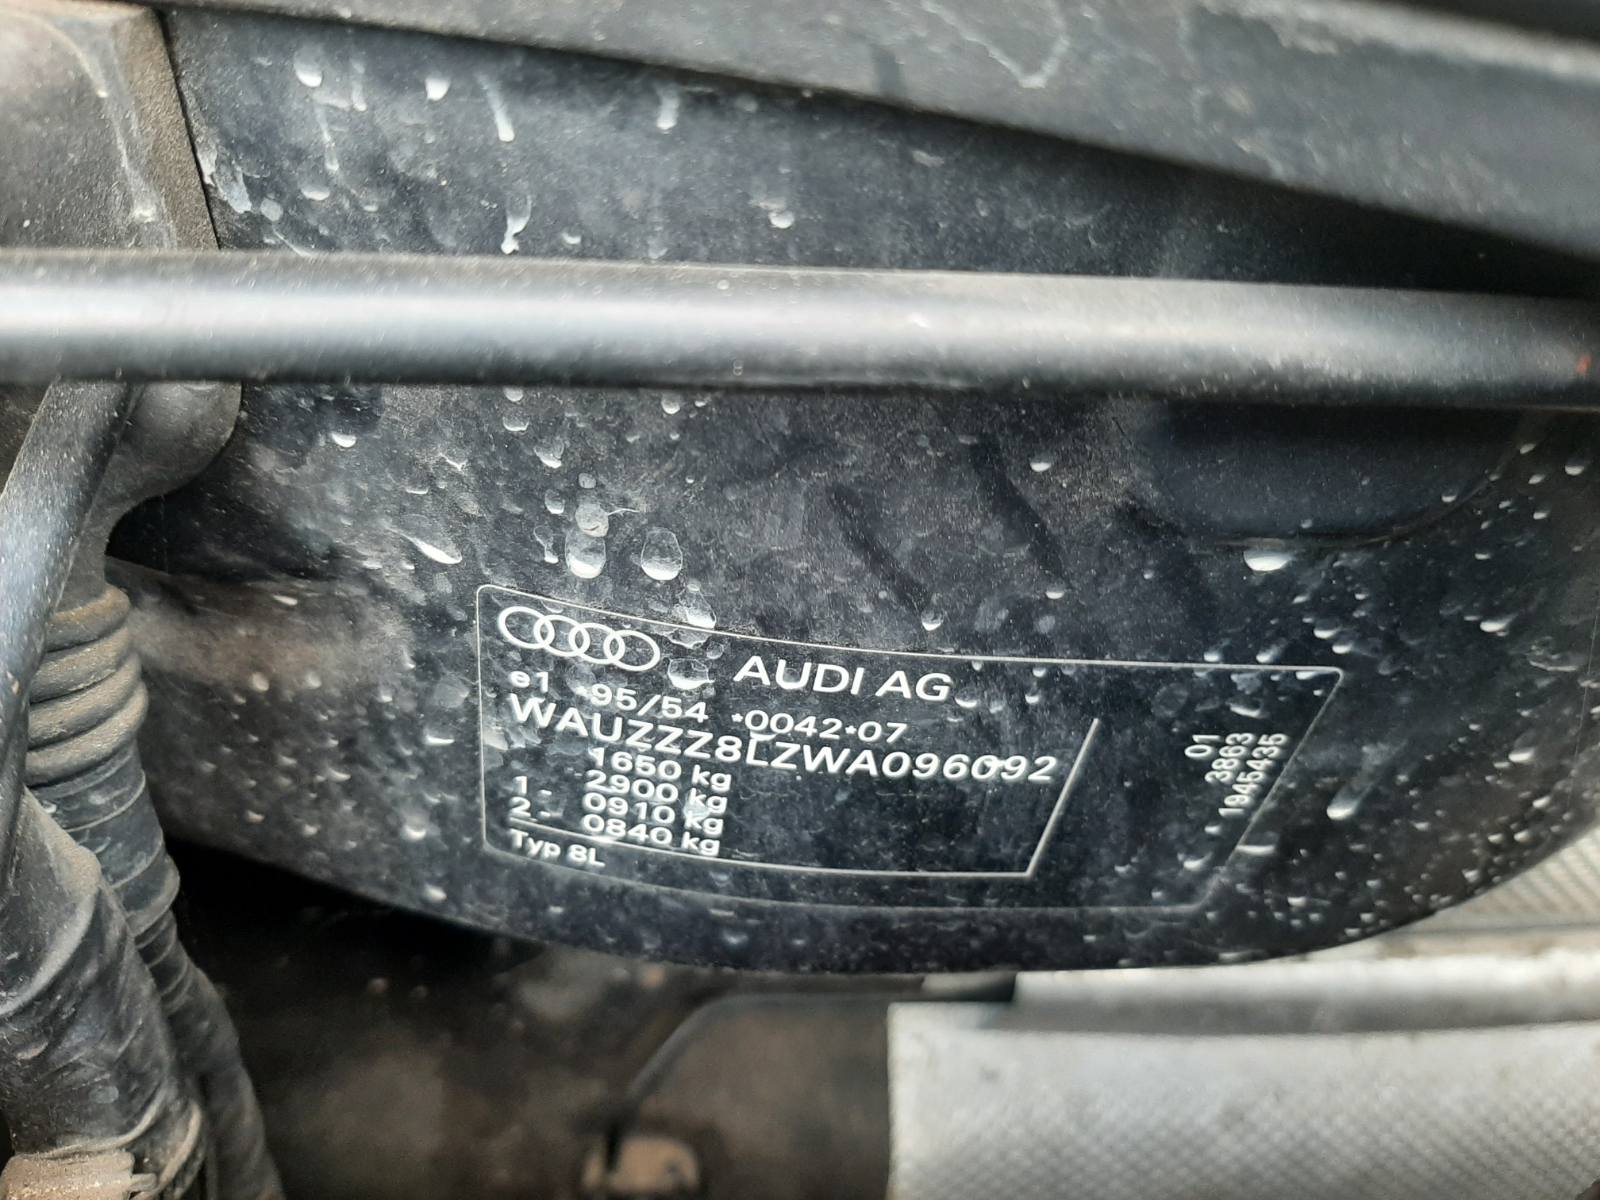 AUDI AG
e1 *95/54 *0042*07
WAUZZZ8LZWA096092
1650 kg
2900 kg
1 - 0910 kg
2 - 0840 kg
Typ 8L
01
3863
1945435